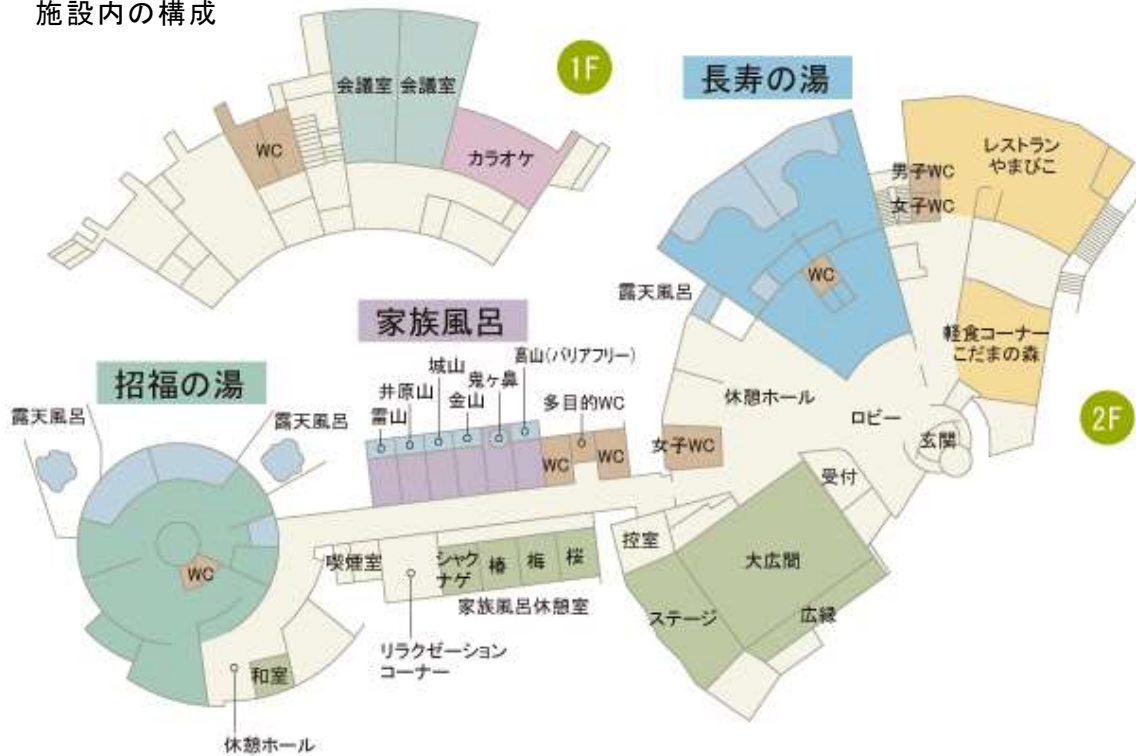 施設内の構成
1F
会議室
会議室
WC
カラオケ
長寿の湯
レストラン
やまびこ
男子WC
女子WC
WC
露天風呂
軽食コーナー
こだまの森
休憩ホール
ロビー
玄関
2F
受付
女子WC
家族風呂
雷山
井原山
城山
金山
鬼ヶ鼻
高山(バリアフリー)
多目的WC
WC
WC
招福の湯
露天風呂
露天風呂
WC
喫煙室
シャク
ナゲ
椿
梅
桜
家族風呂休憩室
リラクゼーション
コーナー
和室
休憩ホール
控室
大広間
ステージ
広縁